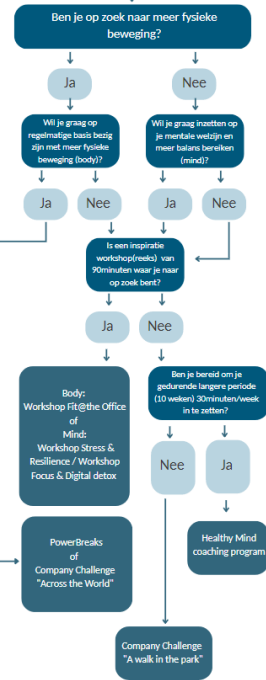 Ben je op zoek naar meer fysieke
beweging?
Ja
Nee
Wil je graag op
regelmatige basis bezig
zijn met meer fysieke
beweging (body)?
Wil je graag inzetten op
je mentale welzijn en
meer balans bereiken
(mind)?
Ja
Nee
Ja
Nee
Is een inspiratie
workshop(reeks) van
90minuten waar je naar
op zoek bent?
Ja
Nee
Body:
Workshop Fit@the Office
of
Mind:
Workshop Stress &
Resilience / Workshop
Focus & Digital detox
Ben je bereid om je
gedurende langere periode
(10 weken) 30minuten/week
in te zetten?
Nee
Ja
PowerBreaks
of
Company Challenge
"Across the World"
Healthy Mind
coaching program
Company Challenge
"A walk in the park"